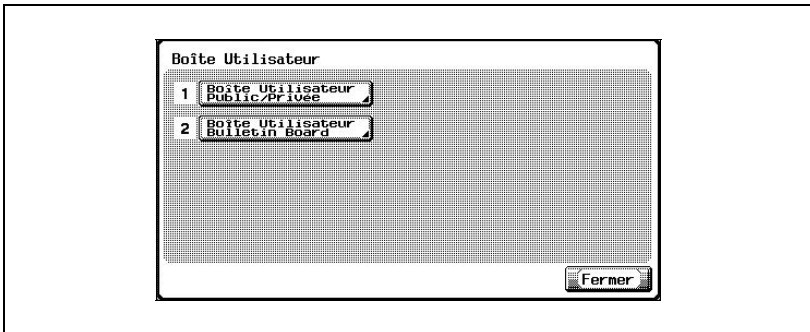 Boîte Utilisateur
1 Boîte Utilisateur
Public/Privée
2 Boîte Utilisateur
Bulletin Board
Fermer